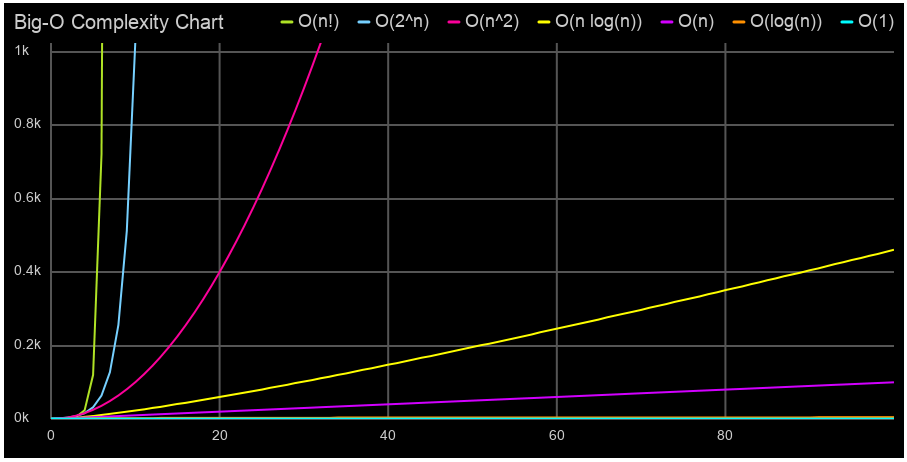 Big-O Complexity Chart O(n!) O(2^n) O(n^2) O(n log(n)) O(n) O(log(n)) O(1)
1k
0.8k
0.6k
0.4k
0.2k
0k
0 20 40 60 80